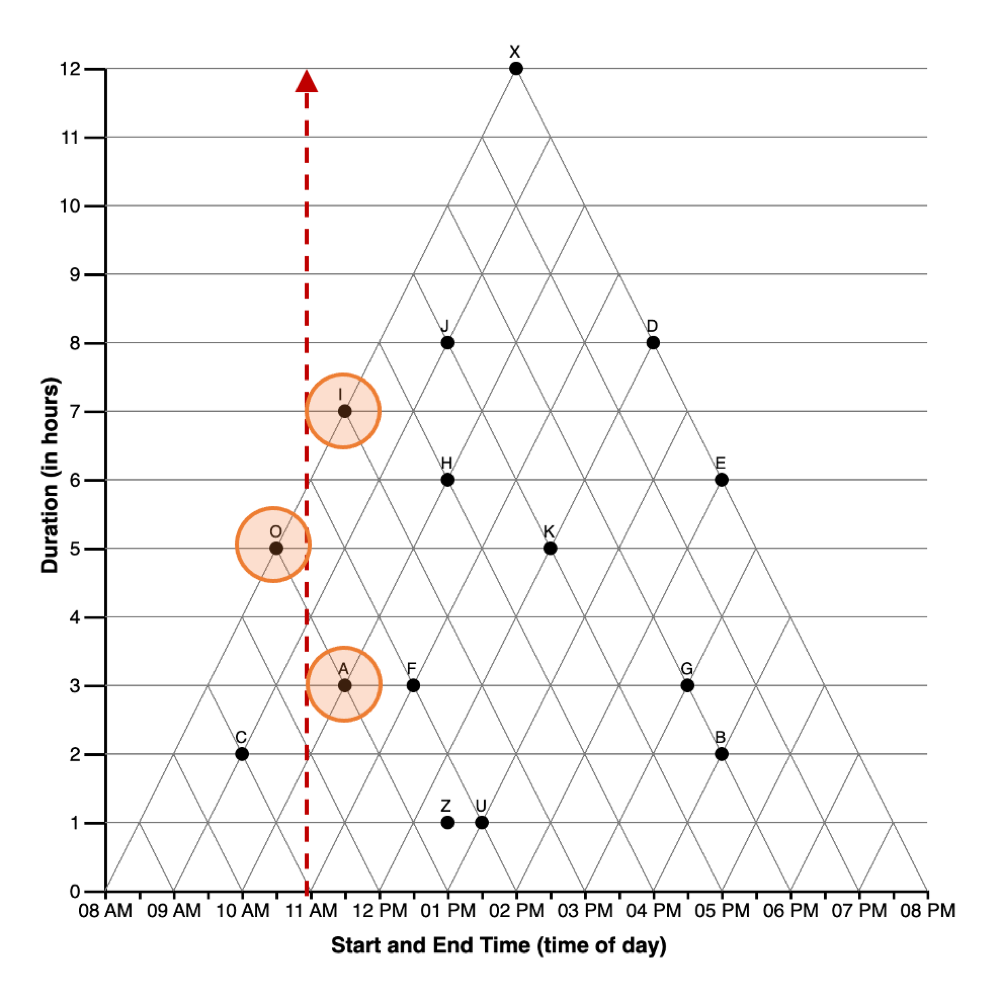 X
12
11
10
9
J
D
8
I
7
H
E
6
O
K
5
4
A
F
G
3
C
B
2
Z
U
1
0
08 AM 09 AM 10 AM 11 AM 12 PM 01 PM 02 PM 03 PM 04 PM 05 PM 06 PM 07 PM 08 PM
Start and End Time (time of day)
Duration (in hours)